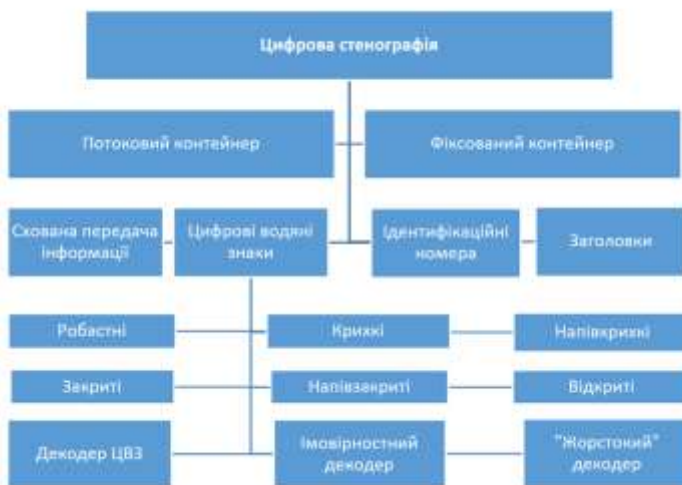 Цифрова стенографія
Потоковий контейнер
Фіксований контейнер
Схована передача
інформації
Цифрові водяні
знаки
Ідентифікаційні
номера
Заголовки
Робастні
Крихкі
Напівкрихкі
Закриті
Напівзакриті
Відкриті
Декодер ЦВЗ
Імовірностний
декодер
"Жорстокий"
декодер